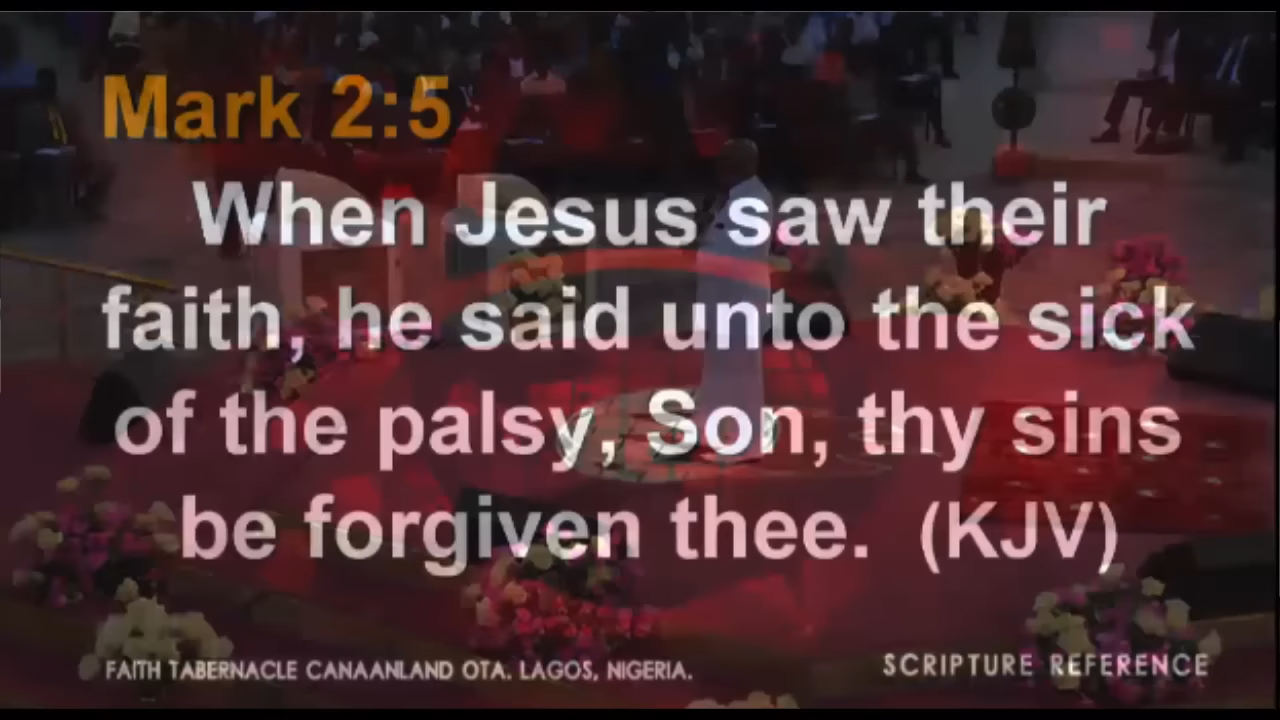 Mark 2:5
When Jesus saw their
faith, he said unto the sick
of the palsy, Son, thy sins
be forgiven thee. (KJV)
FAITH TABERNACLE CANAANLAND OTA. LAGOS, NIGERIA.
SCRIPTURE REFERENCE